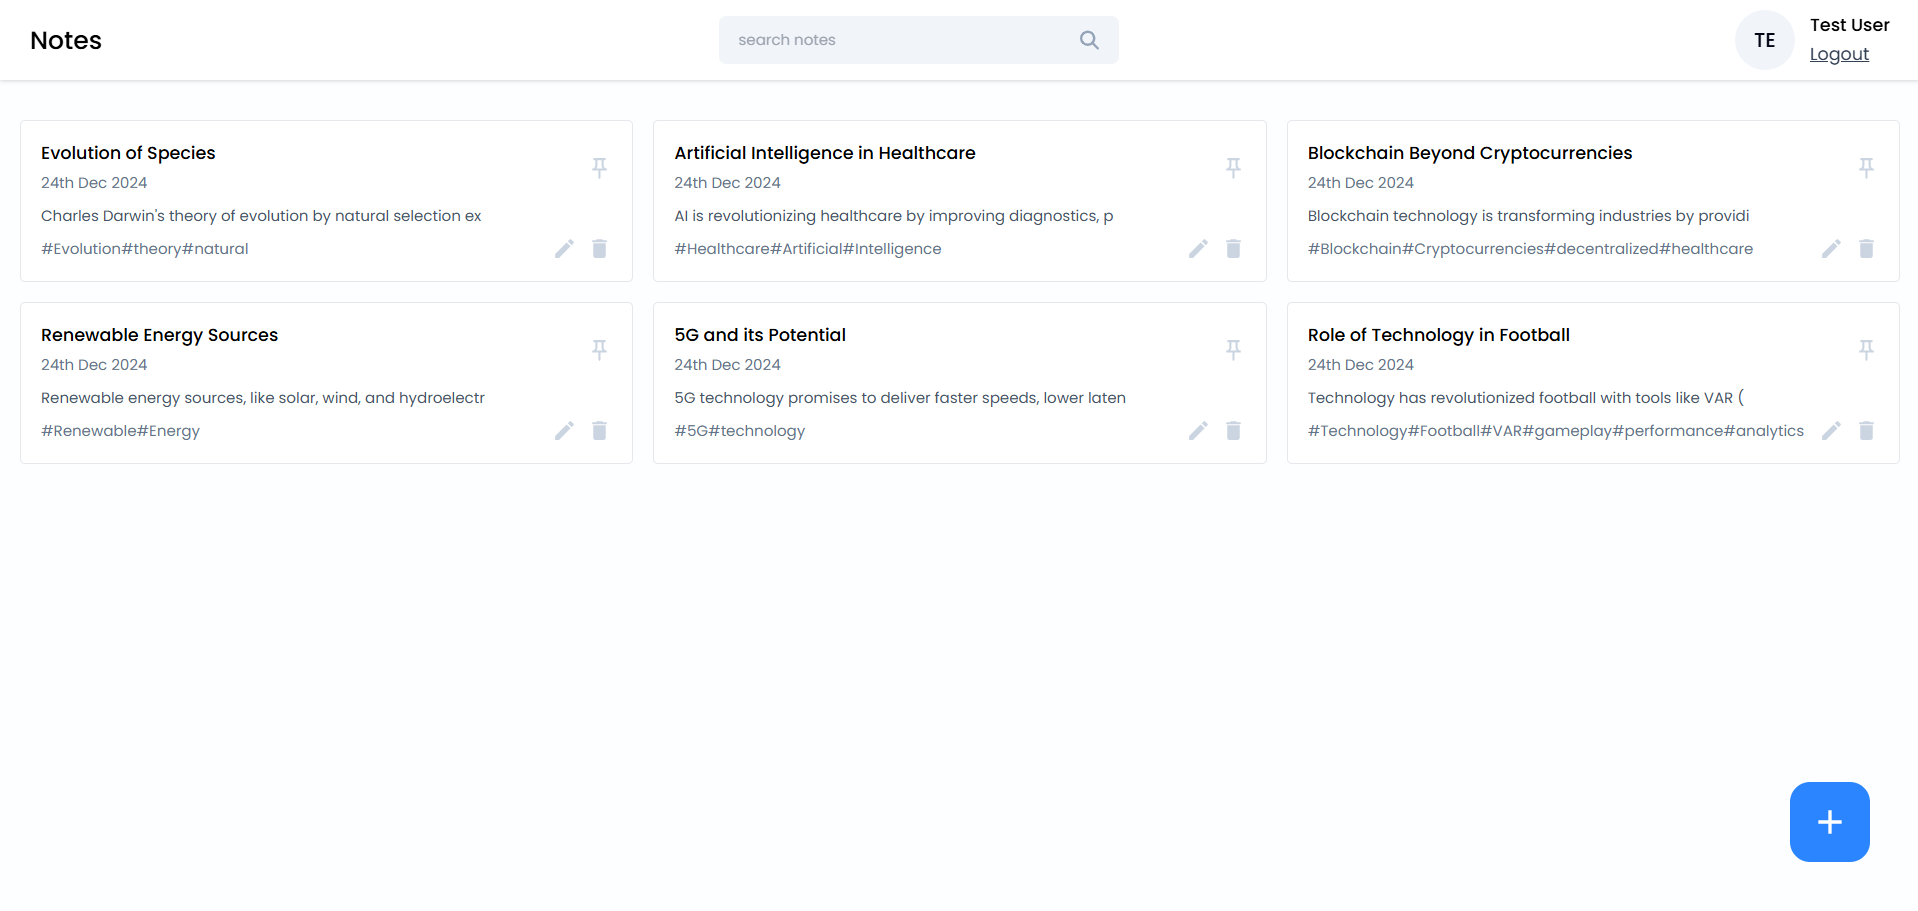 Notes
search notes
TE
Test User
Logout
Evolution of Species
24th Dec 2024
Charles Darwin's theory of evolution by natural selection ex
#Evolution#theory#natural
Artificial Intelligence in Healthcare
24th Dec 2024
AI is revolutionizing healthcare by improving diagnostics, p
#Healthcare#Artificial#Intelligence
Blockchain Beyond Cryptocurrencies
24th Dec 2024
Blockchain technology is transforming industries by providi
#Blockchain#Cryptocurrencies#decentralized#healthcare
Renewable Energy Sources
24th Dec 2024
Renewable energy sources, like solar, wind, and hydroelectr
#Renewable#Energy
5G and its Potential
24th Dec 2024
5G technology promises to deliver faster speeds, lower laten
#5G#technology
Role of Technology in Football
24th Dec 2024
Technology has revolutionized football with tools like VAR (
#Technology#Football#VAR#gameplay#performance#analytics